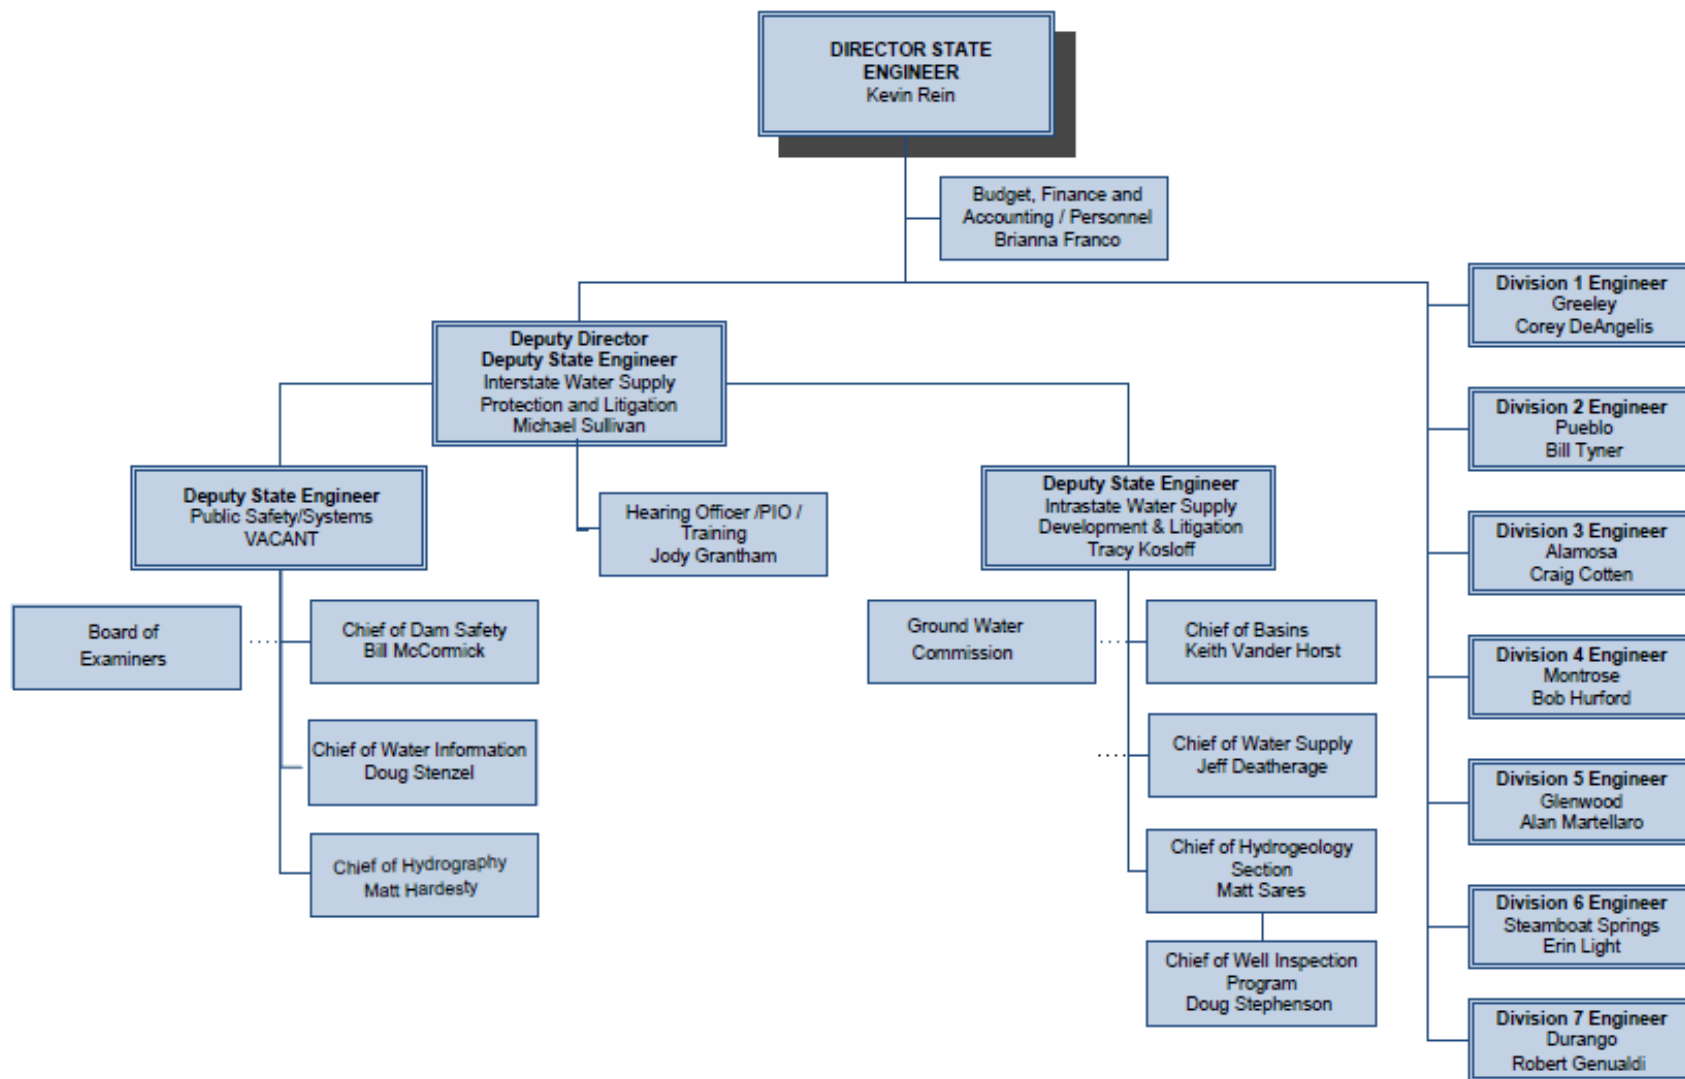 DIRECTOR STATE
ENGINEER
Kevin Rein
Budget, Finance and
Accounting / Personnel
Brianna Franco
Deputy Director
Deputy State Engineer
Interstate Water Supply
Protection and Litigation
Michael Sullivan
Deputy State Engineer
Public Safety/Systems
VACANT
Hearing Officer /PIO /
Training
Jody Grantham
Deputy State Engineer
Intrastate Water Supply
Development & Litigation
Tracy Kosloff
Board of
Examiners
Chief of Dam Safety
Bill McCormick
Chief of Water Information
Doug Stenzel
Chief of Hydrography
Matt Hardesty
Ground Water
Commission
Chief of Basins
Keith Vander Horst
Chief of Water Supply
Jeff Deatherage
Chief of Hydrogeology
Section
Matt Sares
Chief of Well Inspection
Program
Doug Stephenson
Division 1 Engineer
Greeley
Corey DeAngelis
Division 2 Engineer
Pueblo
Bill Tyner
Division 3 Engineer
Alamosa
Craig Cotten
Division 4 Engineer
Montrose
Bob Hurford
Division 5 Engineer
Glenwood
Alan Martellaro
Division 6 Engineer
Steamboat Springs
Erin Light
Division 7 Engineer
Durango
Robert Genualdi